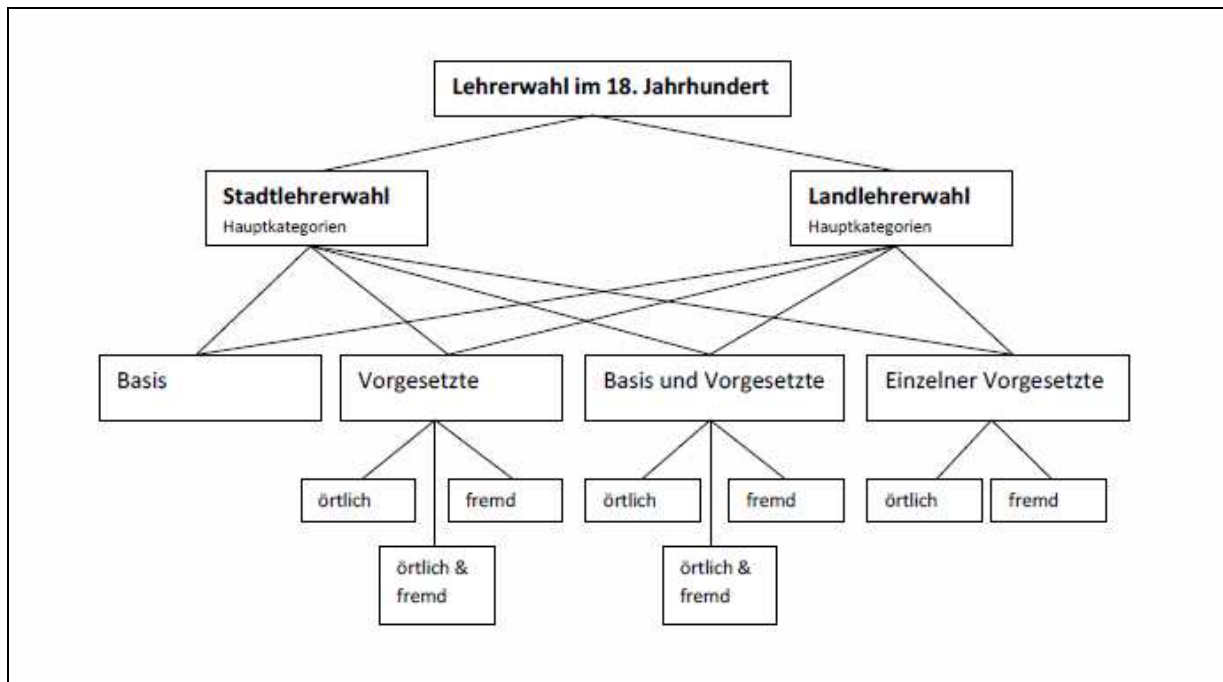 Lehrerwahl im 18. Jahrhundert
Stadtlehrerwahl
Hauptkategorien
Landlehrerwahl
Hauptkategorien
Basis
Vorgesetzte
Basis und Vorgesetzte
Einzelner Vorgesetzte
örtlich
fremd
örtlich &
fremd
örtlich
fremd
örtlich &
fremd
örtlich
fremd